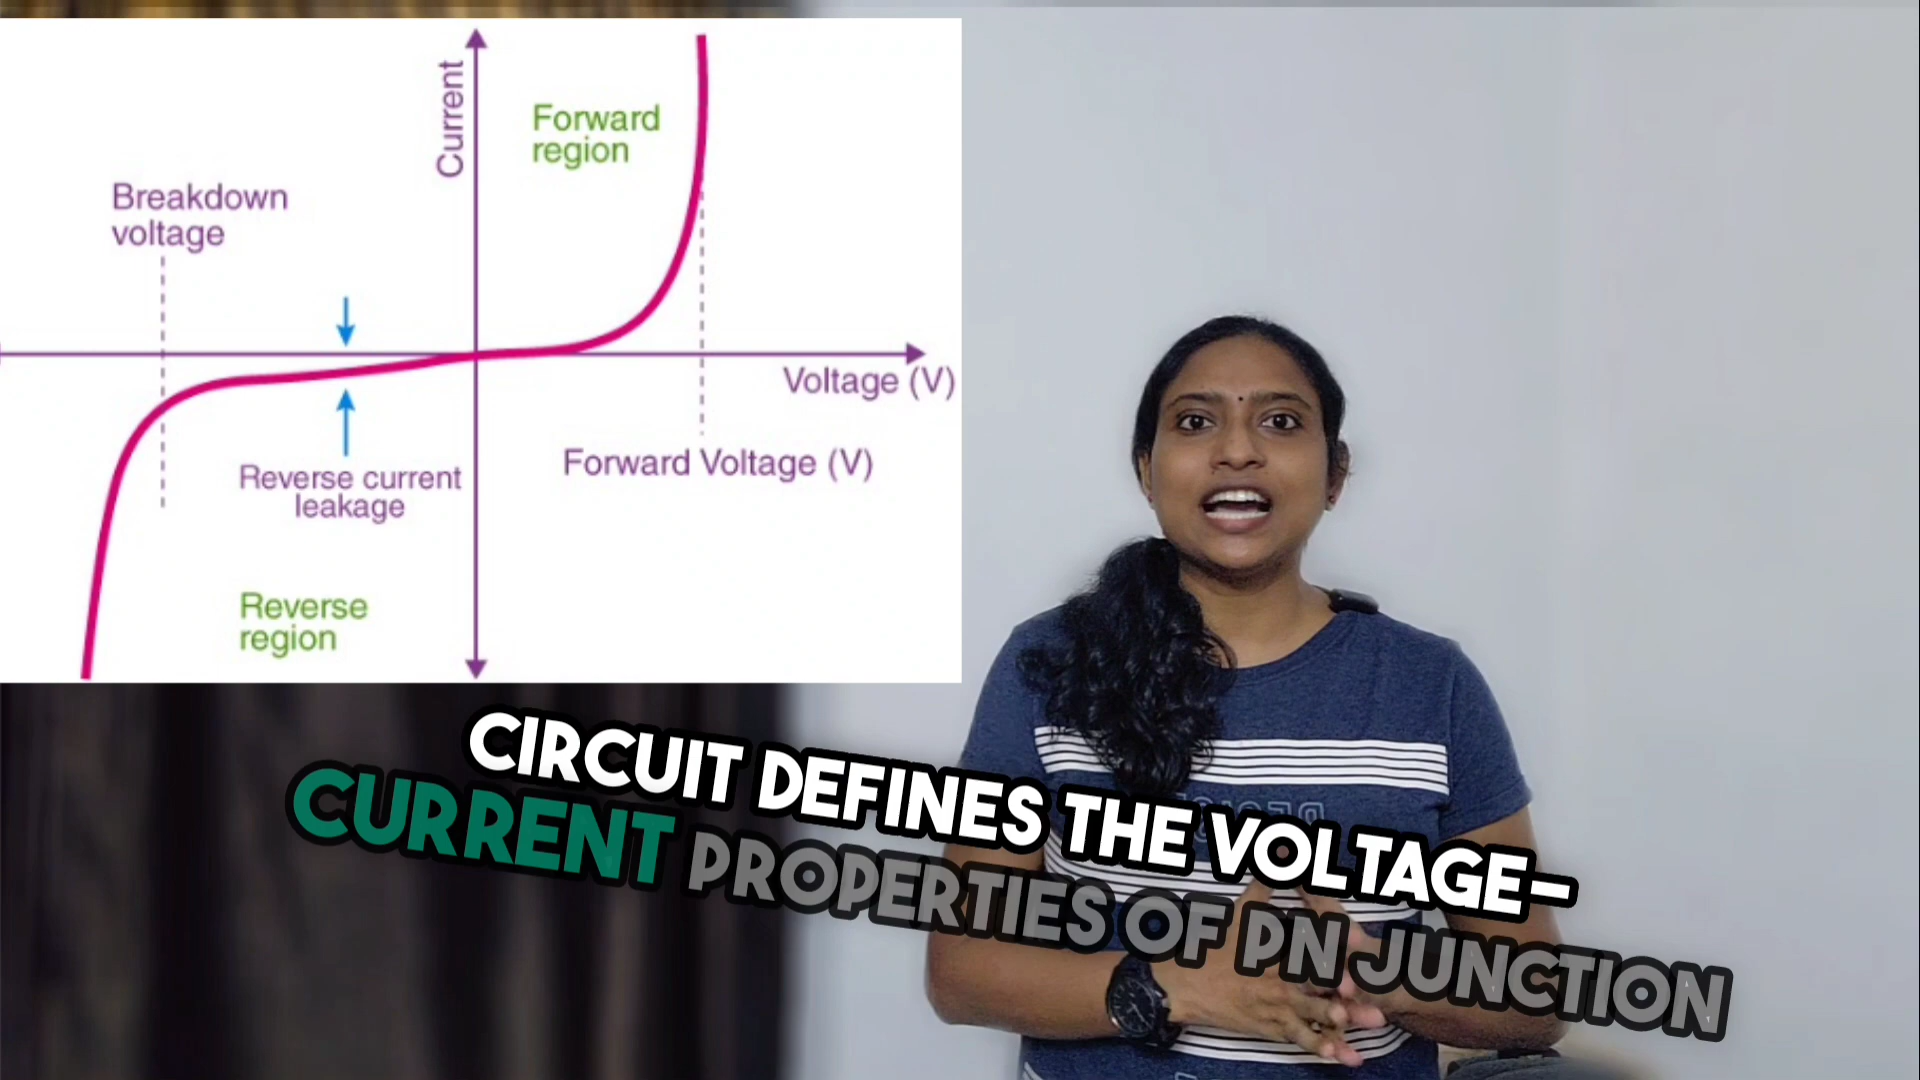 Current
Forward
region
Breakdown
voltage
Voltage (V)
Forward Voltage (V)
Reverse current
leakage
Reverse
region
CIRCUIT DEFINES THE VOLTAGE-
CURRENT PROPERTIES OF PN JUNCTION